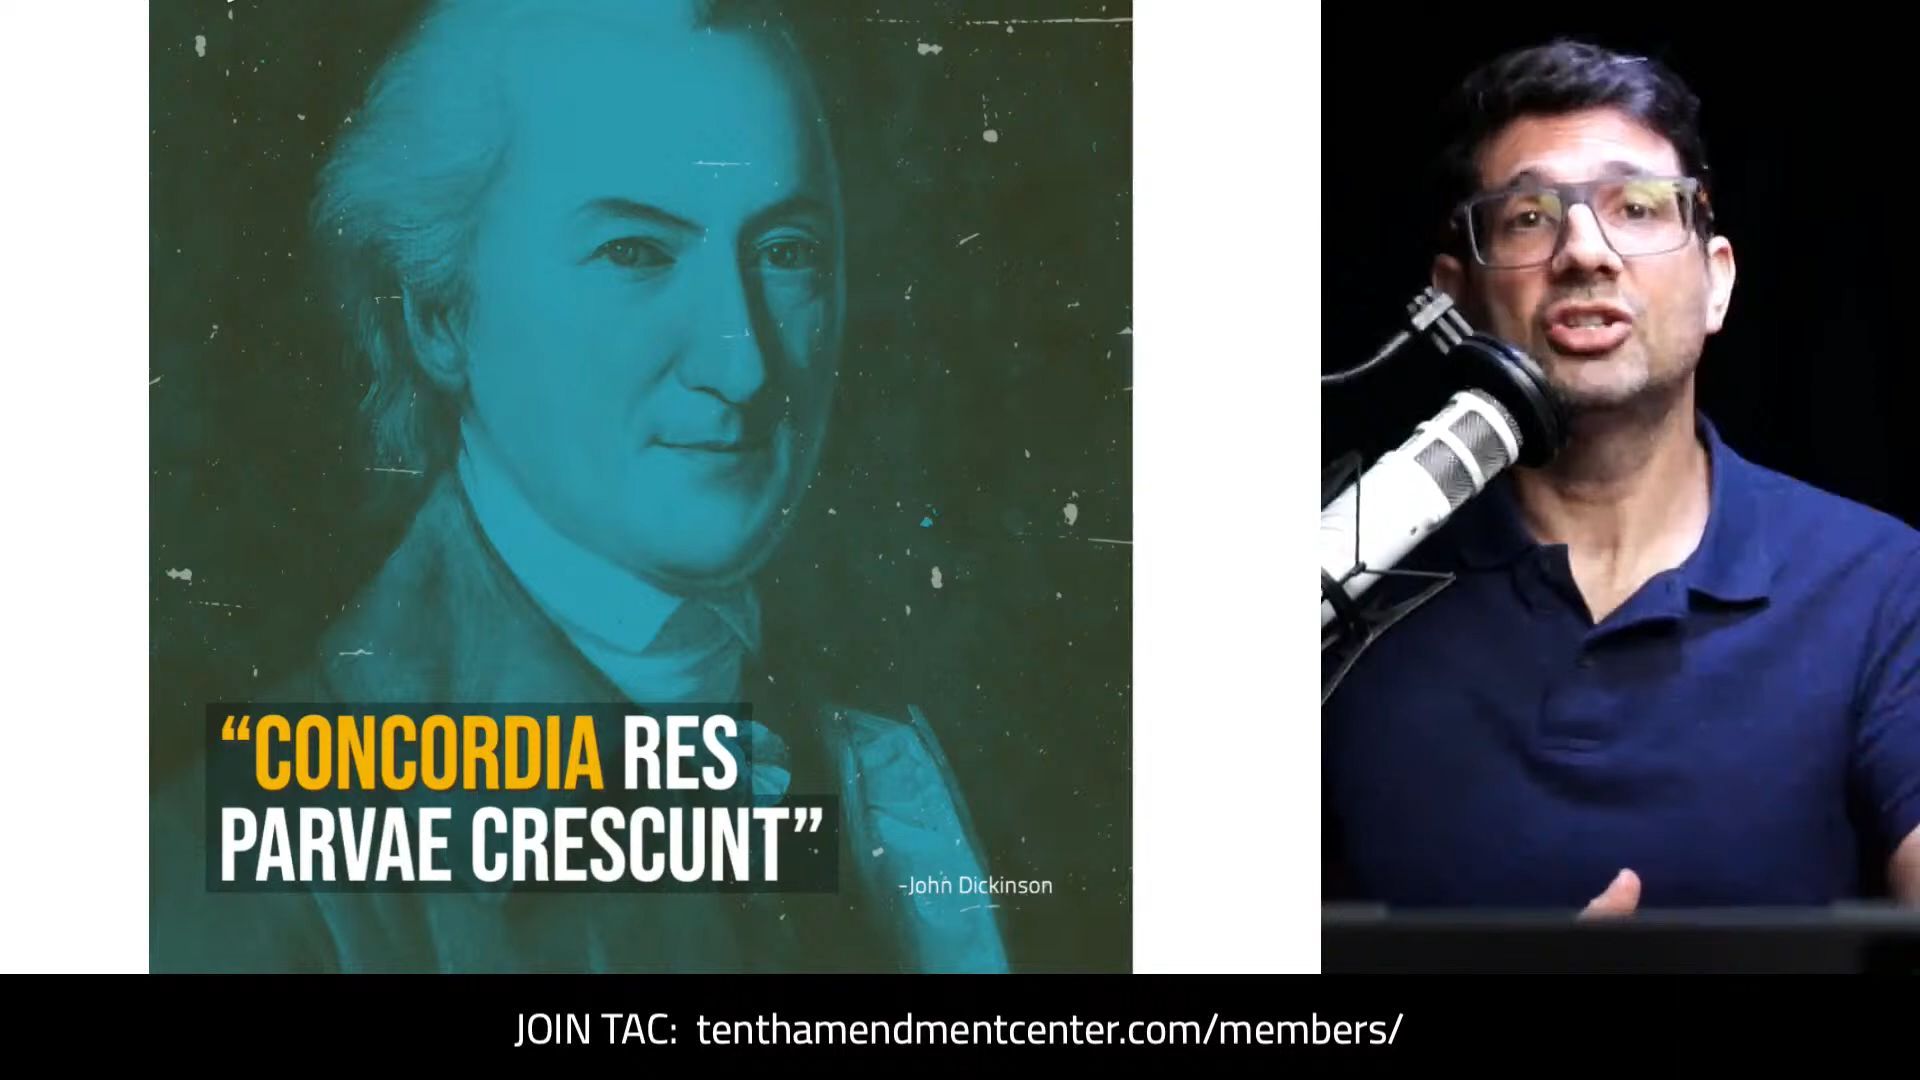 “CONCORDIA RES
PARVAE CRESCUNT”
-John Dickinson
JOIN TAC: tenthamendmentcenter.com/members/